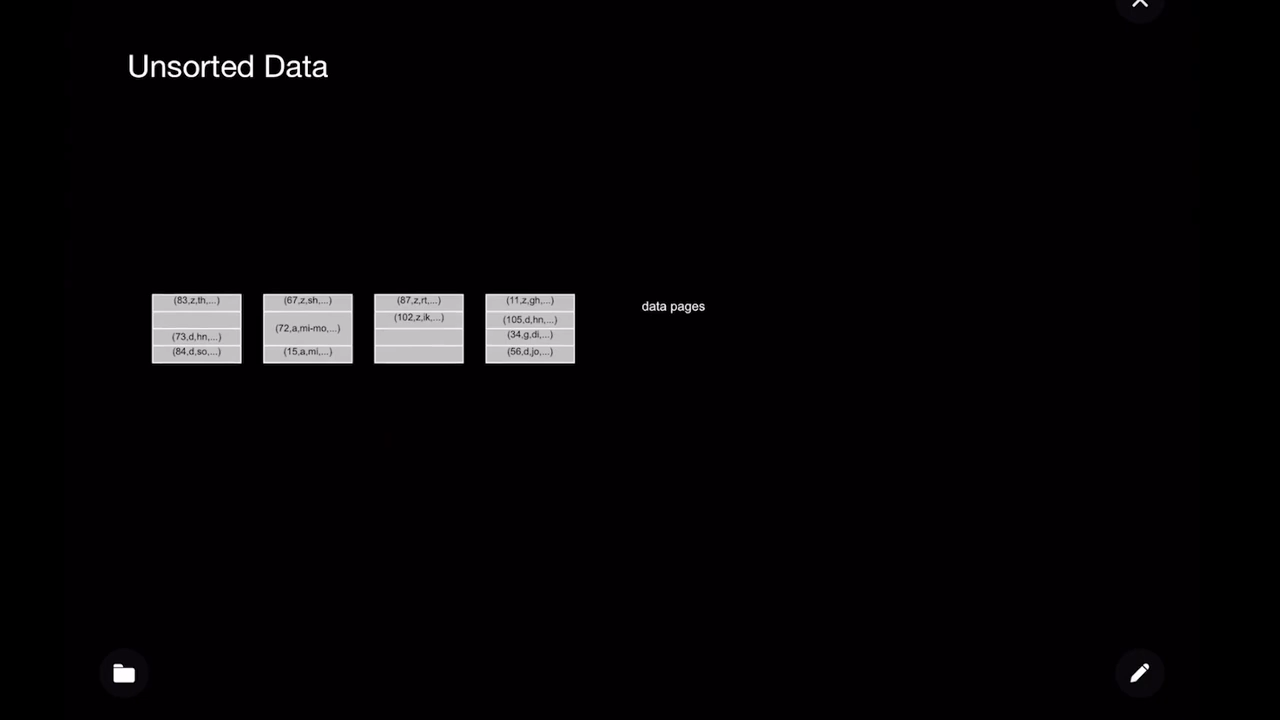 Unsorted Data
(83,z,th,...)
(73,d,hn,...)
(84,d,so,...)
(67,z,sh,...)
(72,a,mi-mo,...)
(15,a,mi,...)
(87,z,rt,...)
(102,z,ik,...)
(11,z,gh,...)
(105,d,hn,...)
(34,g,di,...)
(56,d,jo,...)
data pages